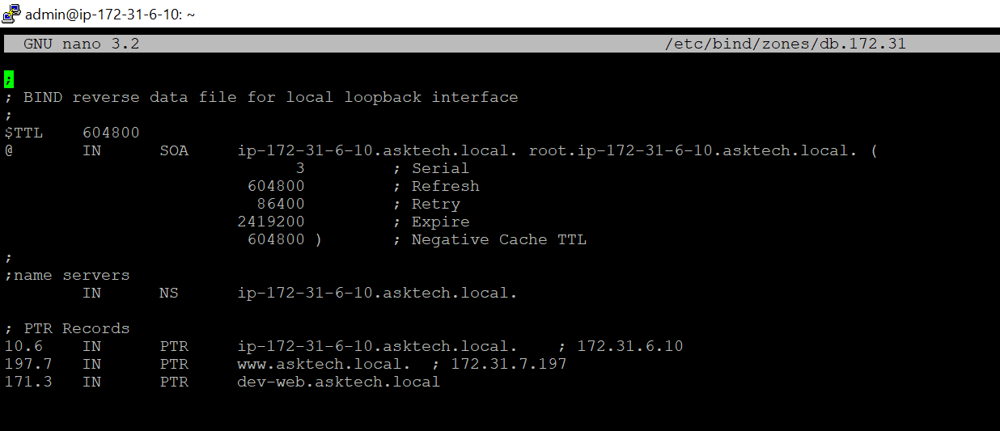 admin@ip-172-31-6-10: ~
GNU nano 3.2 /etc/bind/zones/db.172.31
;
; BIND reverse data file for local loopback interface
;
$TTL 604800
@ IN SOA ip-172-31-6-10.asktech.local. root.ip-172-31-6-10.asktech.local. (
3 ; Serial
604800 ; Refresh
86400 ; Retry
2419200 ; Expire
604800 ) ; Negative Cache TTL
;
;name servers
IN NS ip-172-31-6-10.asktech.local.
; PTR Records
10.6 IN PTR ip-172-31-6-10.asktech.local. ; 172.31.6.10
197.7 IN PTR www.asktech.local. ; 172.31.7.197
171.3 IN PTR dev-web.asktech.local